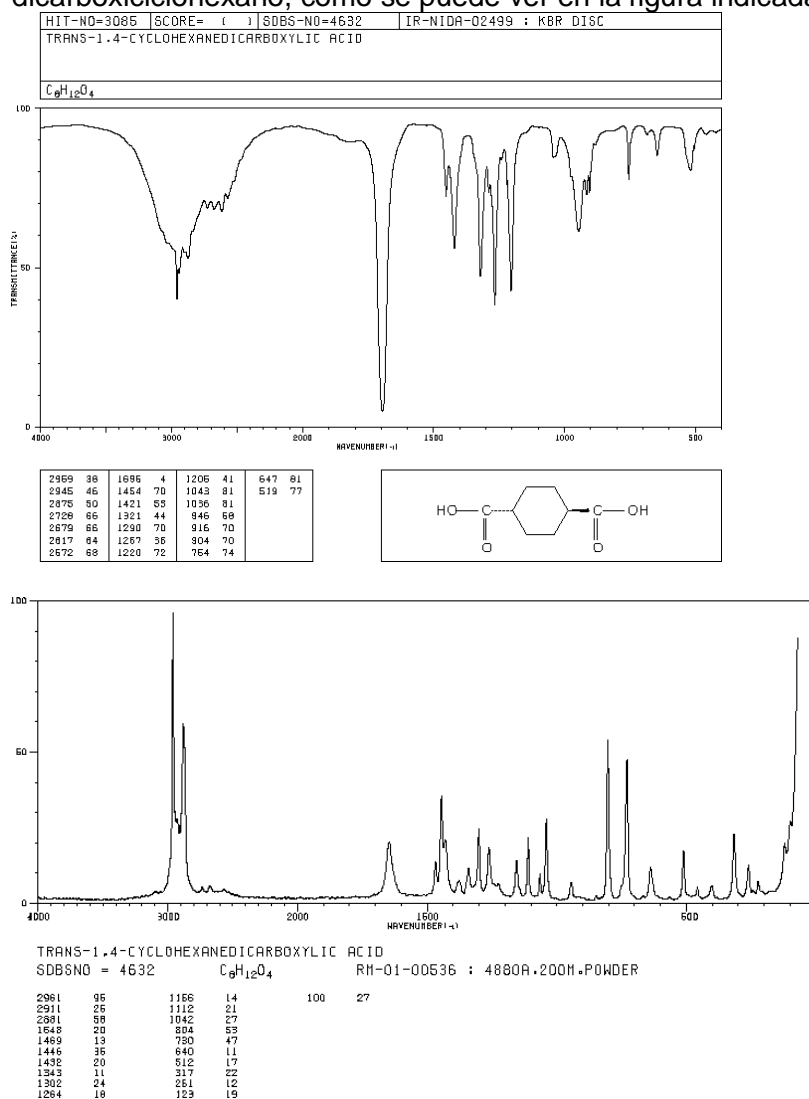 dicarboxiciclohexano, como se puede ver en la figura indicada
HIT-NO=3085 |SCORE= ( )|SDBS-NO=4632 |IR-NIDA-02499 : KBR DISC
TRANS-1,4-CYCLOHEXANEDICARBOXYLIC ACID
C8H12O4
100
50
0
TRANSMITTANCE(%)
4000 3000 2000 1500 1000 500
WAVENUMBER(-1)
2959 38 1696 4 1206 41 647 81
2945 46 1454 70 1043 81 519 77
2875 50 1421 55 1036 81
2728 66 1321 44 946 58
2679 66 1290 70 916 70
2617 64 1267 36 904 70
2572 68 1220 72 754 74
HO C C OH
O O
100
50
0
4000 3000 2000 1500 500
WAVENUMBER(-1)
TRANS-1,4-CYCLOHEXANEDICARBOXYLIC ACID
SDBSNO = 4632 C8H12O4 RM-01-00536 : 4880A,200M,POWDER
2961 95 1156 14 100 27
2911 25 1112 21
2881 58 1042 27
1648 20 804 53
1469 13 730 47
1446 35 640 11
1432 20 512 17
1343 11 317 22
1302 24 261 12
1264 18 123 19